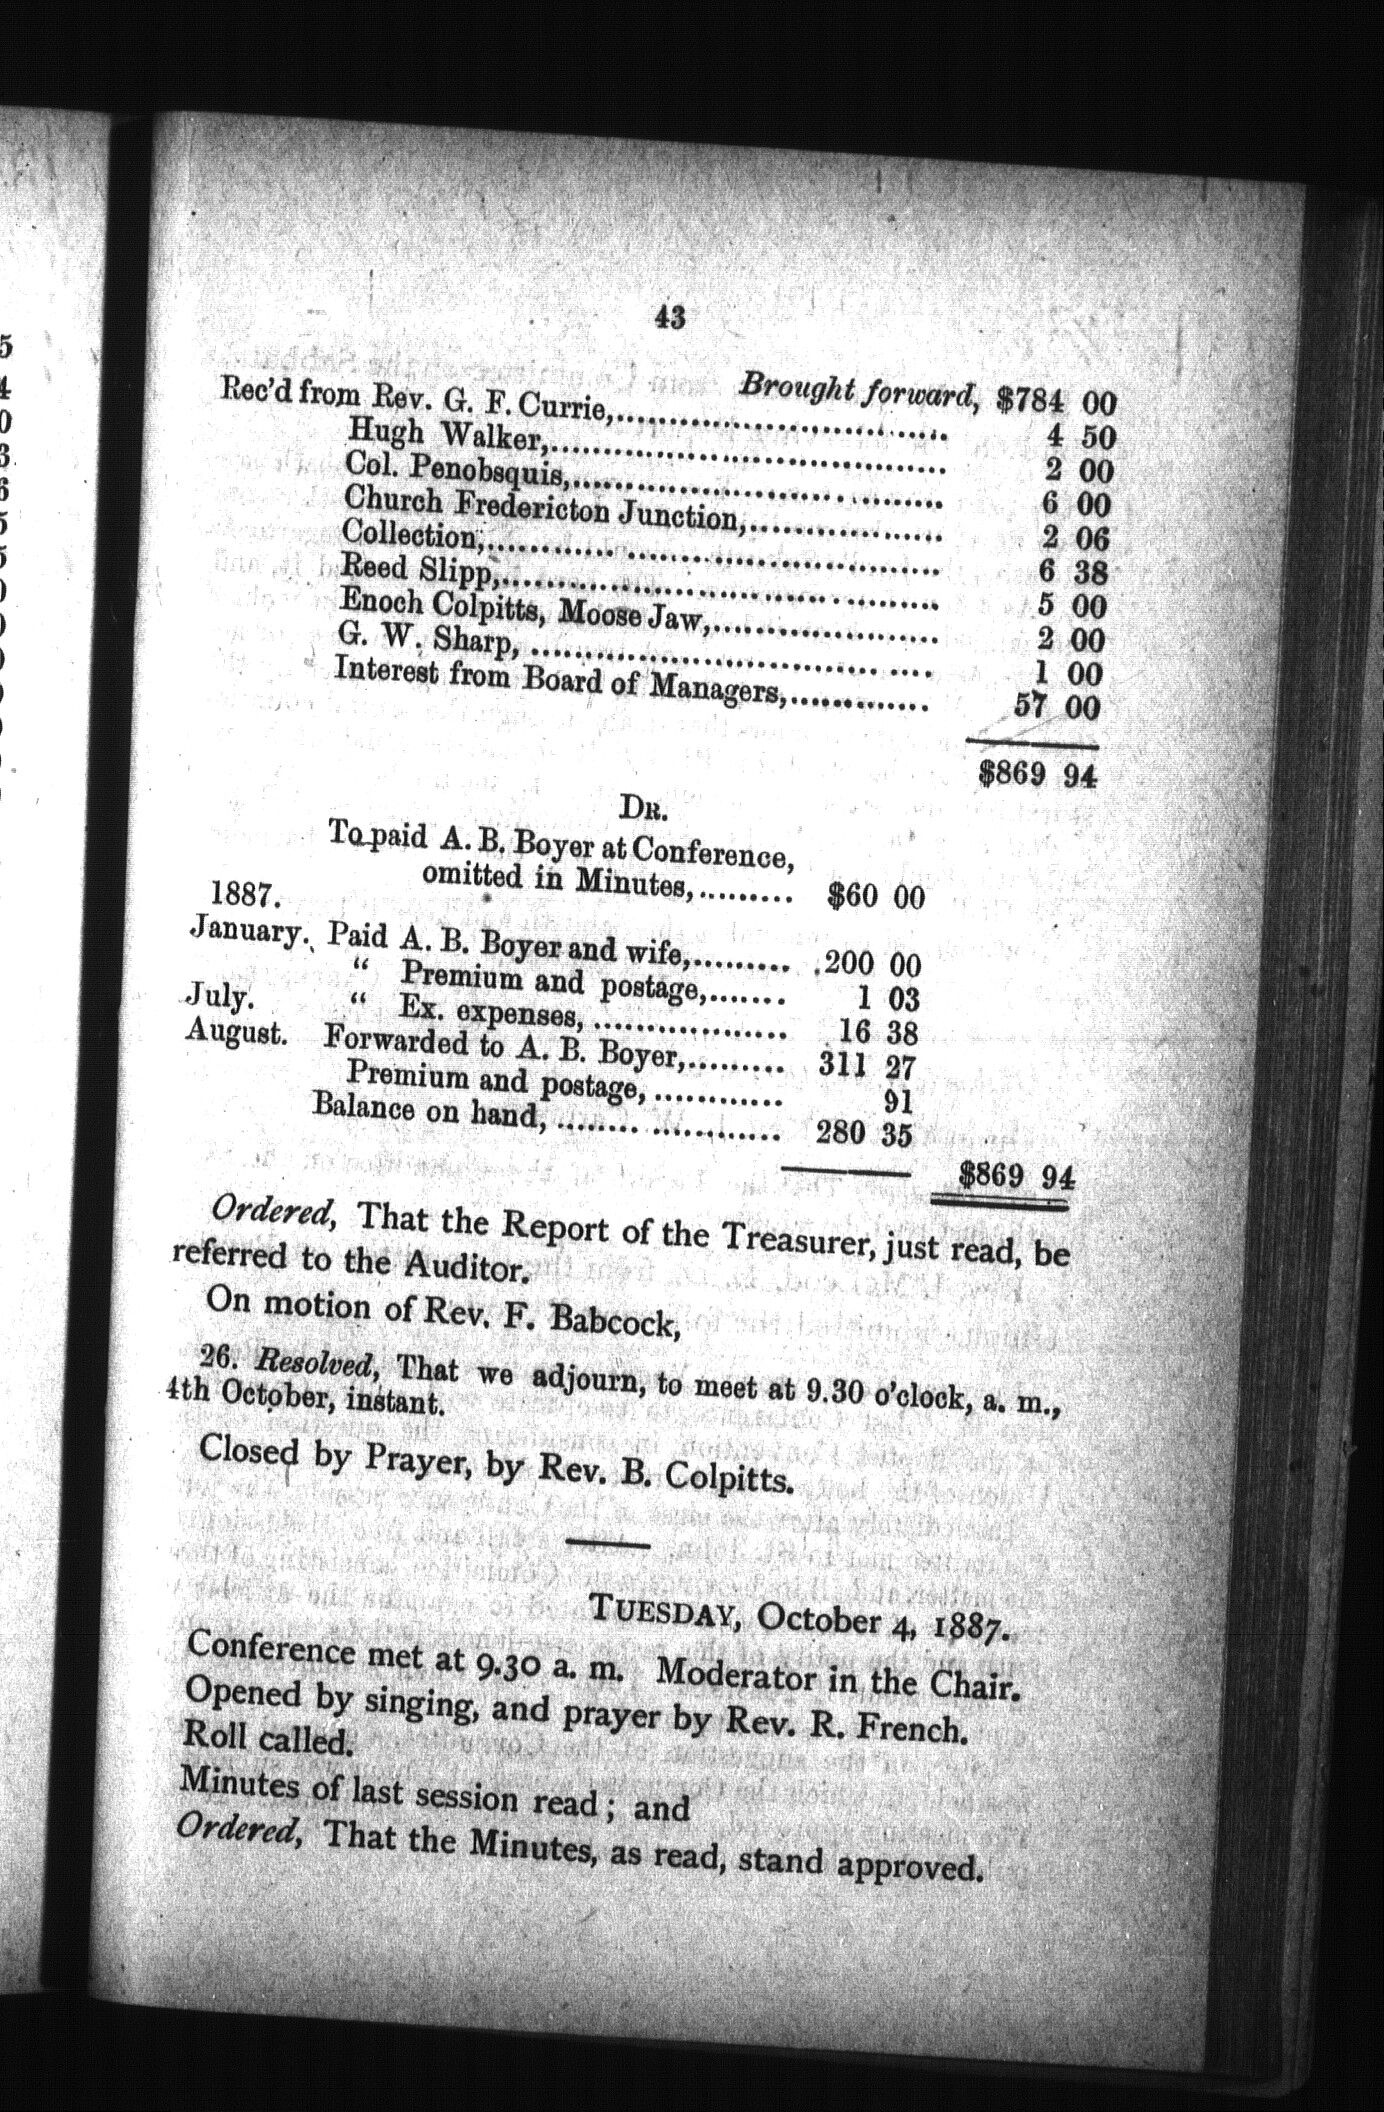 43
Brought forward, $784 00
Rec'd from Rev. G. F. Currie,.............................. 4 50
Hugh Walker,...................................... 2 00
Col. Penobsquis,.................................... 6 00
Church Fredericton Junction,................... 2 06
Collection,............................................ 6 38
Reed Slipp,.......................................... 5 00
Enoch Colpitts, Moose Jaw,...................... 2 00
G. W. Sharp, ....................................... 1 00
Interest from Board of Managers,.............. 57 00
$869 94
DR.
To paid A. B. Boyer at Conference,
omitted in Minutes,.......... $60 00
1887.
January. Paid A. B. Boyer and wife,.......... 200 00
“ Premium and postage,....... 1 03
July. “ Ex. expenses, .................. 16 38
August. Forwarded to A. B. Boyer,.......... 311 27
Premium and postage, ............ 91
Balance on hand, ..................... 280 35
$869 94
Ordered, That the Report of the Treasurer, just read, be
referred to the Auditor.
On motion of Rev. F. Babcock,
26. Resolved, That we adjourn, to meet at 9.30 o'clock, a. m.,
4th October, instant.
Closed by Prayer, by Rev. B. Colpitts.
TUESDAY, October 4, 1887.
Conference met at 9.30 a. m. Moderator in the Chair.
Opened by singing, and prayer by Rev. R. French.
Roll called.
Minutes of last session read; and
Ordered, That the Minutes, as read, stand approved.